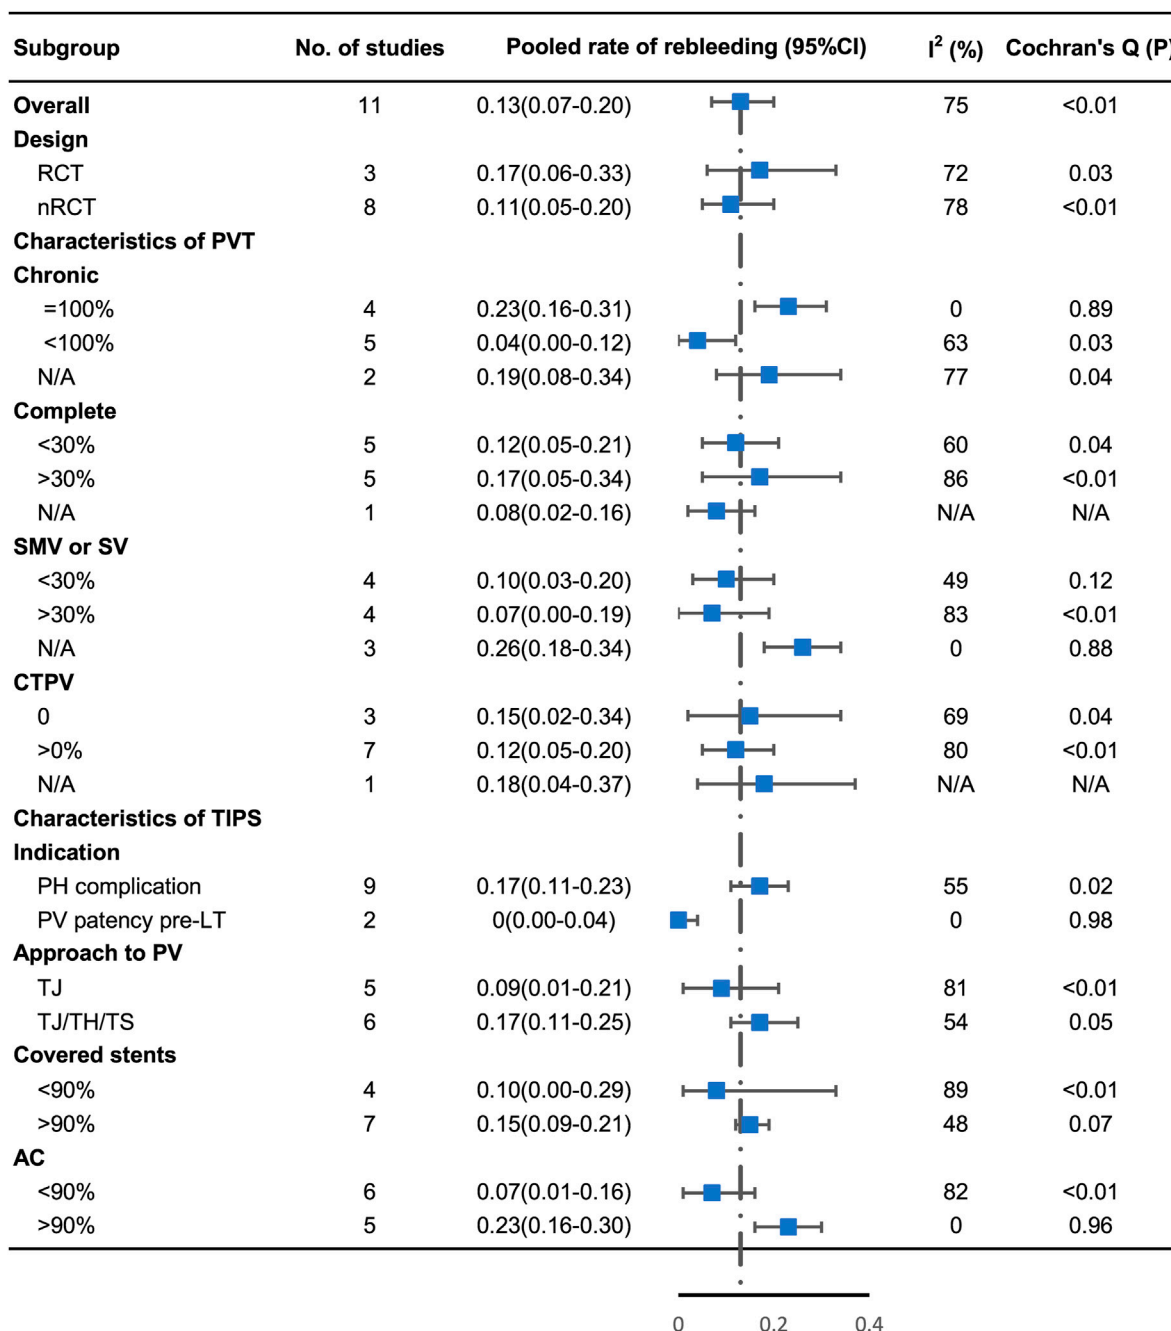 Subgroup No. of studies Pooled rate of rebleeding (95%CI) I² (%) Cochran's Q (P)
Overall 11 0.13(0.07-0.20) 75 <0.01
Design
RCT 3 0.17(0.06-0.33) 72 0.03
nRCT 8 0.11(0.05-0.20) 78 <0.01
Characteristics of PVT
Chronic
=100% 4 0.23(0.16-0.31) 0 0.89
<100% 5 0.04(0.00-0.12) 63 0.03
N/A 2 0.19(0.08-0.34) 77 0.04
Complete
<30% 5 0.12(0.05-0.21) 60 0.04
>30% 5 0.17(0.05-0.34) 86 <0.01
N/A 1 0.08(0.02-0.16) N/A N/A
SMV or SV
<30% 4 0.10(0.03-0.20) 49 0.12
>30% 4 0.07(0.00-0.19) 83 <0.01
N/A 3 0.26(0.18-0.34) 0 0.88
CTPV
0 3 0.15(0.02-0.34) 69 0.04
>0% 7 0.12(0.05-0.20) 80 <0.01
N/A 1 0.18(0.04-0.37) N/A N/A
Characteristics of TIPS
Indication
PH complication 9 0.17(0.11-0.23) 55 0.02
PV patency pre-LT 2 0(0.00-0.04) 0 0.98
Approach to PV
TJ 5 0.09(0.01-0.21) 81 <0.01
TJ/TH/TS 6 0.17(0.11-0.25) 54 0.05
Covered stents
<90% 4 0.10(0.00-0.29) 89 <0.01
>90% 7 0.15(0.09-0.21) 48 0.07
AC
<90% 6 0.07(0.01-0.16) 82 <0.01
>90% 5 0.23(0.16-0.30) 0 0.96
0 0.2 0.4